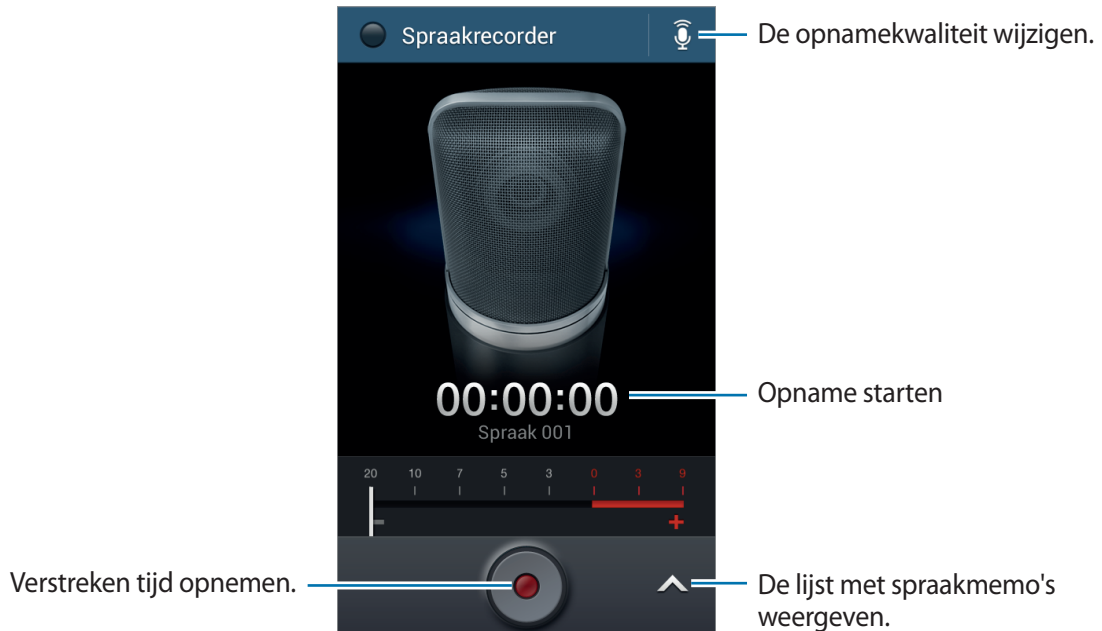 Spraakrecorder
De opnamekwaliteit wijzigen.
00:00:00
Opname starten
Spraak 001
20 10 7 5 3 0 3 9
- +
Verstreken tijd opnemen.
De lijst met spraakmemo's
weergeven.